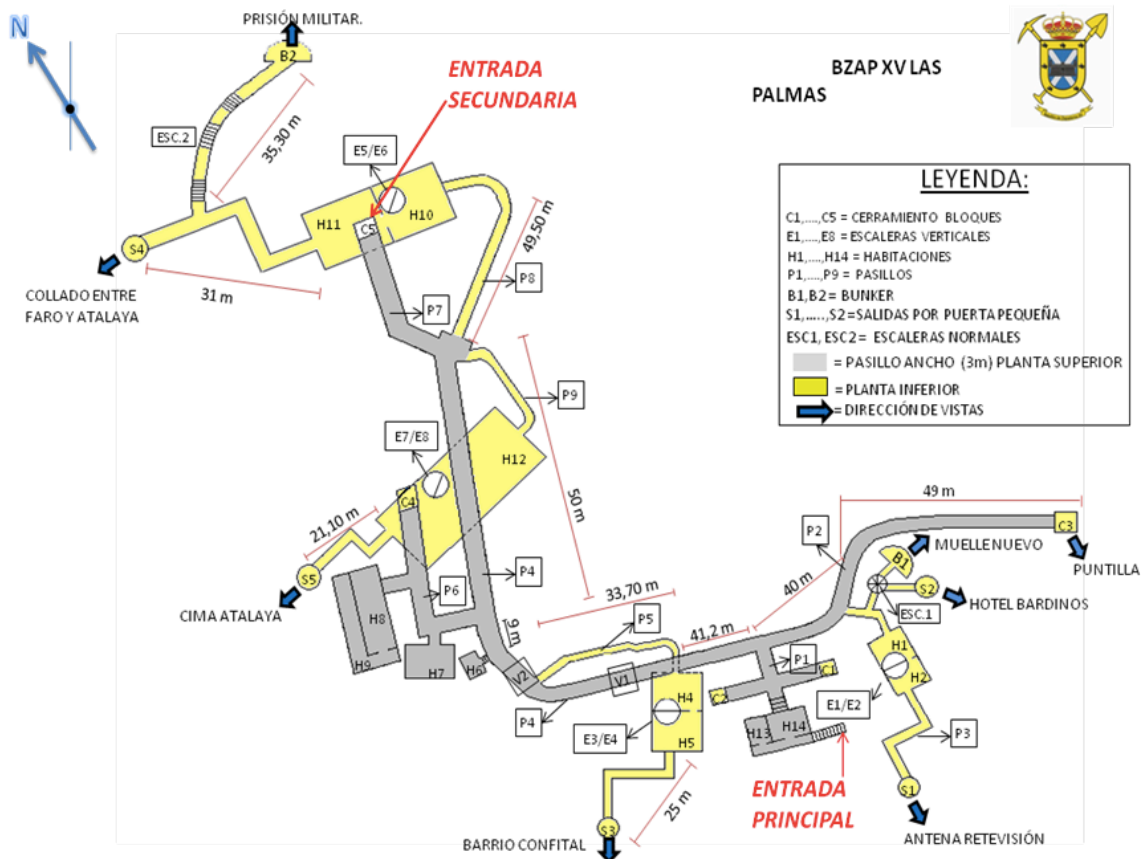 PRISIÓN MILITAR.
N
B2
ENTRADA
SECUNDARIA
BZAP XV LAS
PALMAS
ESC.2
35,30 m
E5/E6
H10
H11
C5
S4
49,50 m
P8
31 m
COLLADO ENTRE
FARO Y ATALAYA
P7
LEYENDA:
C1,....,C5 = CERRAMIENTO BLOQUES
E1,....,E8 = ESCALERAS VERTICALES
H1,....,H14 = HABITACIONES
P1,....,P9 = PASILLOS
B1,B2 = BUNKER
S1,.....,S2=SALIDAS POR PUERTA PEQUEÑA
ESC1, ESC2= ESCALERAS NORMALES
= PASILLO ANCHO (3m) PLANTA SUPERIOR
= PLANTA INFERIOR
= DIRECCIÓN DE VISTAS
P9
E7/E8
H12
C4
50 m
21,10 m
49 m
P2
C3
B1
MUELLE NUEVO
PUNTILLA
S5
CIMA ATALAYA
P6
P4
33,70 m
40 m
S2
HOTEL BARDINOS
ESC.1
H8
H9
H7
H6
9 m
P5
41,2 m
V2
V1
P1
C1
C2
H1
H2
P4
H4
H5
E3/E4
E1/E2
H13
H14
P3
25 m
ENTRADA
PRINCIPAL
S1
S3
BARRIO CONFITAL
ANTENA RETEVISIÓN